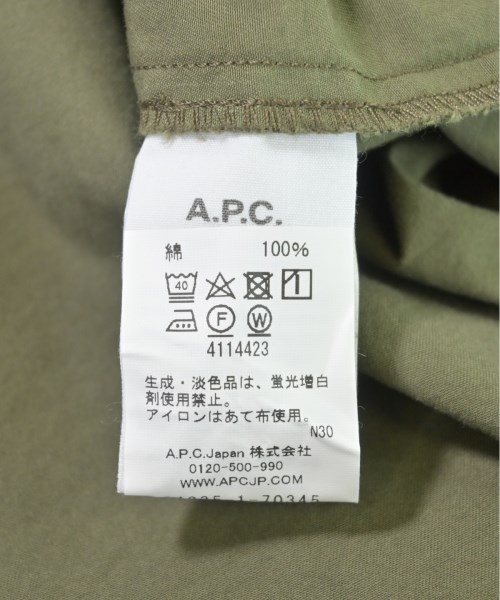 A.P.C.
綿 100%
40
F W
4114423
生成・淡色品は、蛍光増白
剤使用禁止。
アイロンはあて布使用。
N30
A.P.C.Japan 株式会社
0120-500-990
WWW.APCJP.COM
1-70345